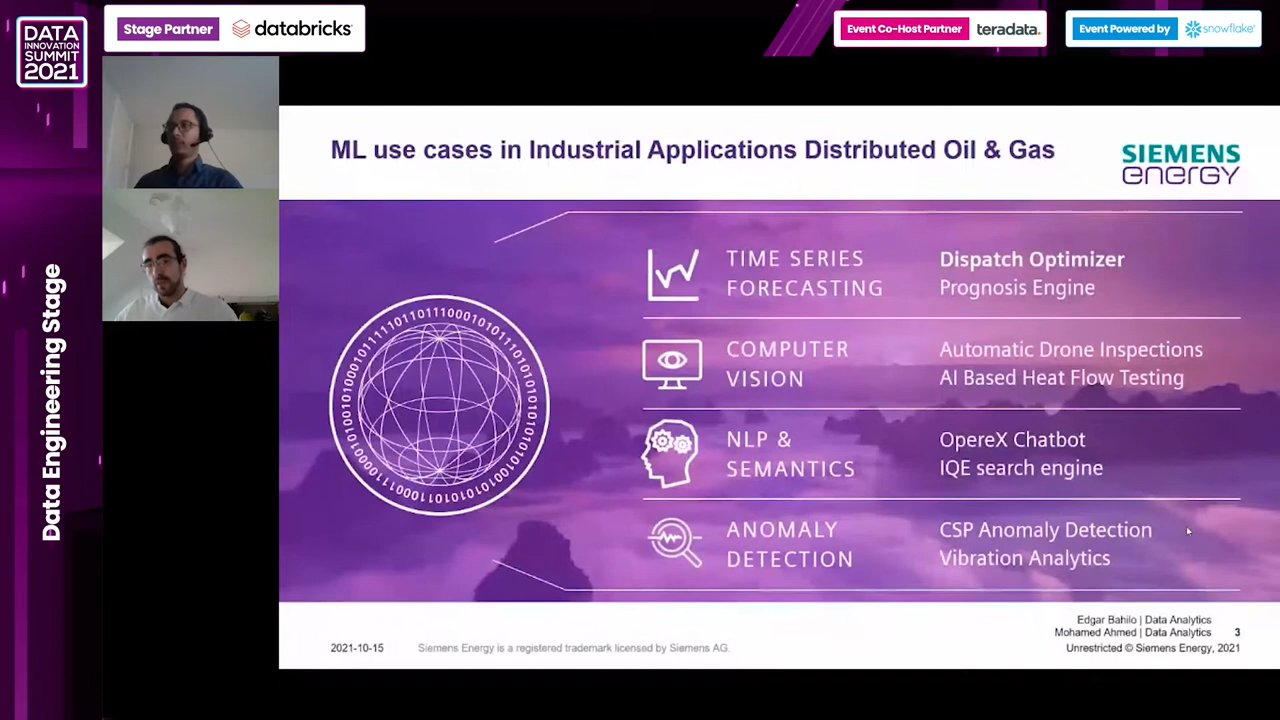 DATA
INNOVATION
SUMMIT
2021
Stage Partner
databricks
Event Co-Host Partner
teradata.
Event Powered by
snowflake
Data Engineering Stage
ML use cases in Industrial Applications Distributed Oil & Gas
SIEMENS
energy
TIME SERIES
FORECASTING
Dispatch Optimizer
Prognosis Engine
COMPUTER
VISION
Automatic Drone Inspections
AI Based Heat Flow Testing
NLP &
SEMANTICS
OpereX Chatbot
IQE search engine
ANOMALY
DETECTION
CSP Anomaly Detection
Vibration Analytics
Edgar Bahilo | Data Analytics
Mohamed Ahmed | Data Analytics 3
2021-10-15 Siemens Energy is a registered trademark licensed by Siemens AG. Unrestricted © Siemens Energy, 2021